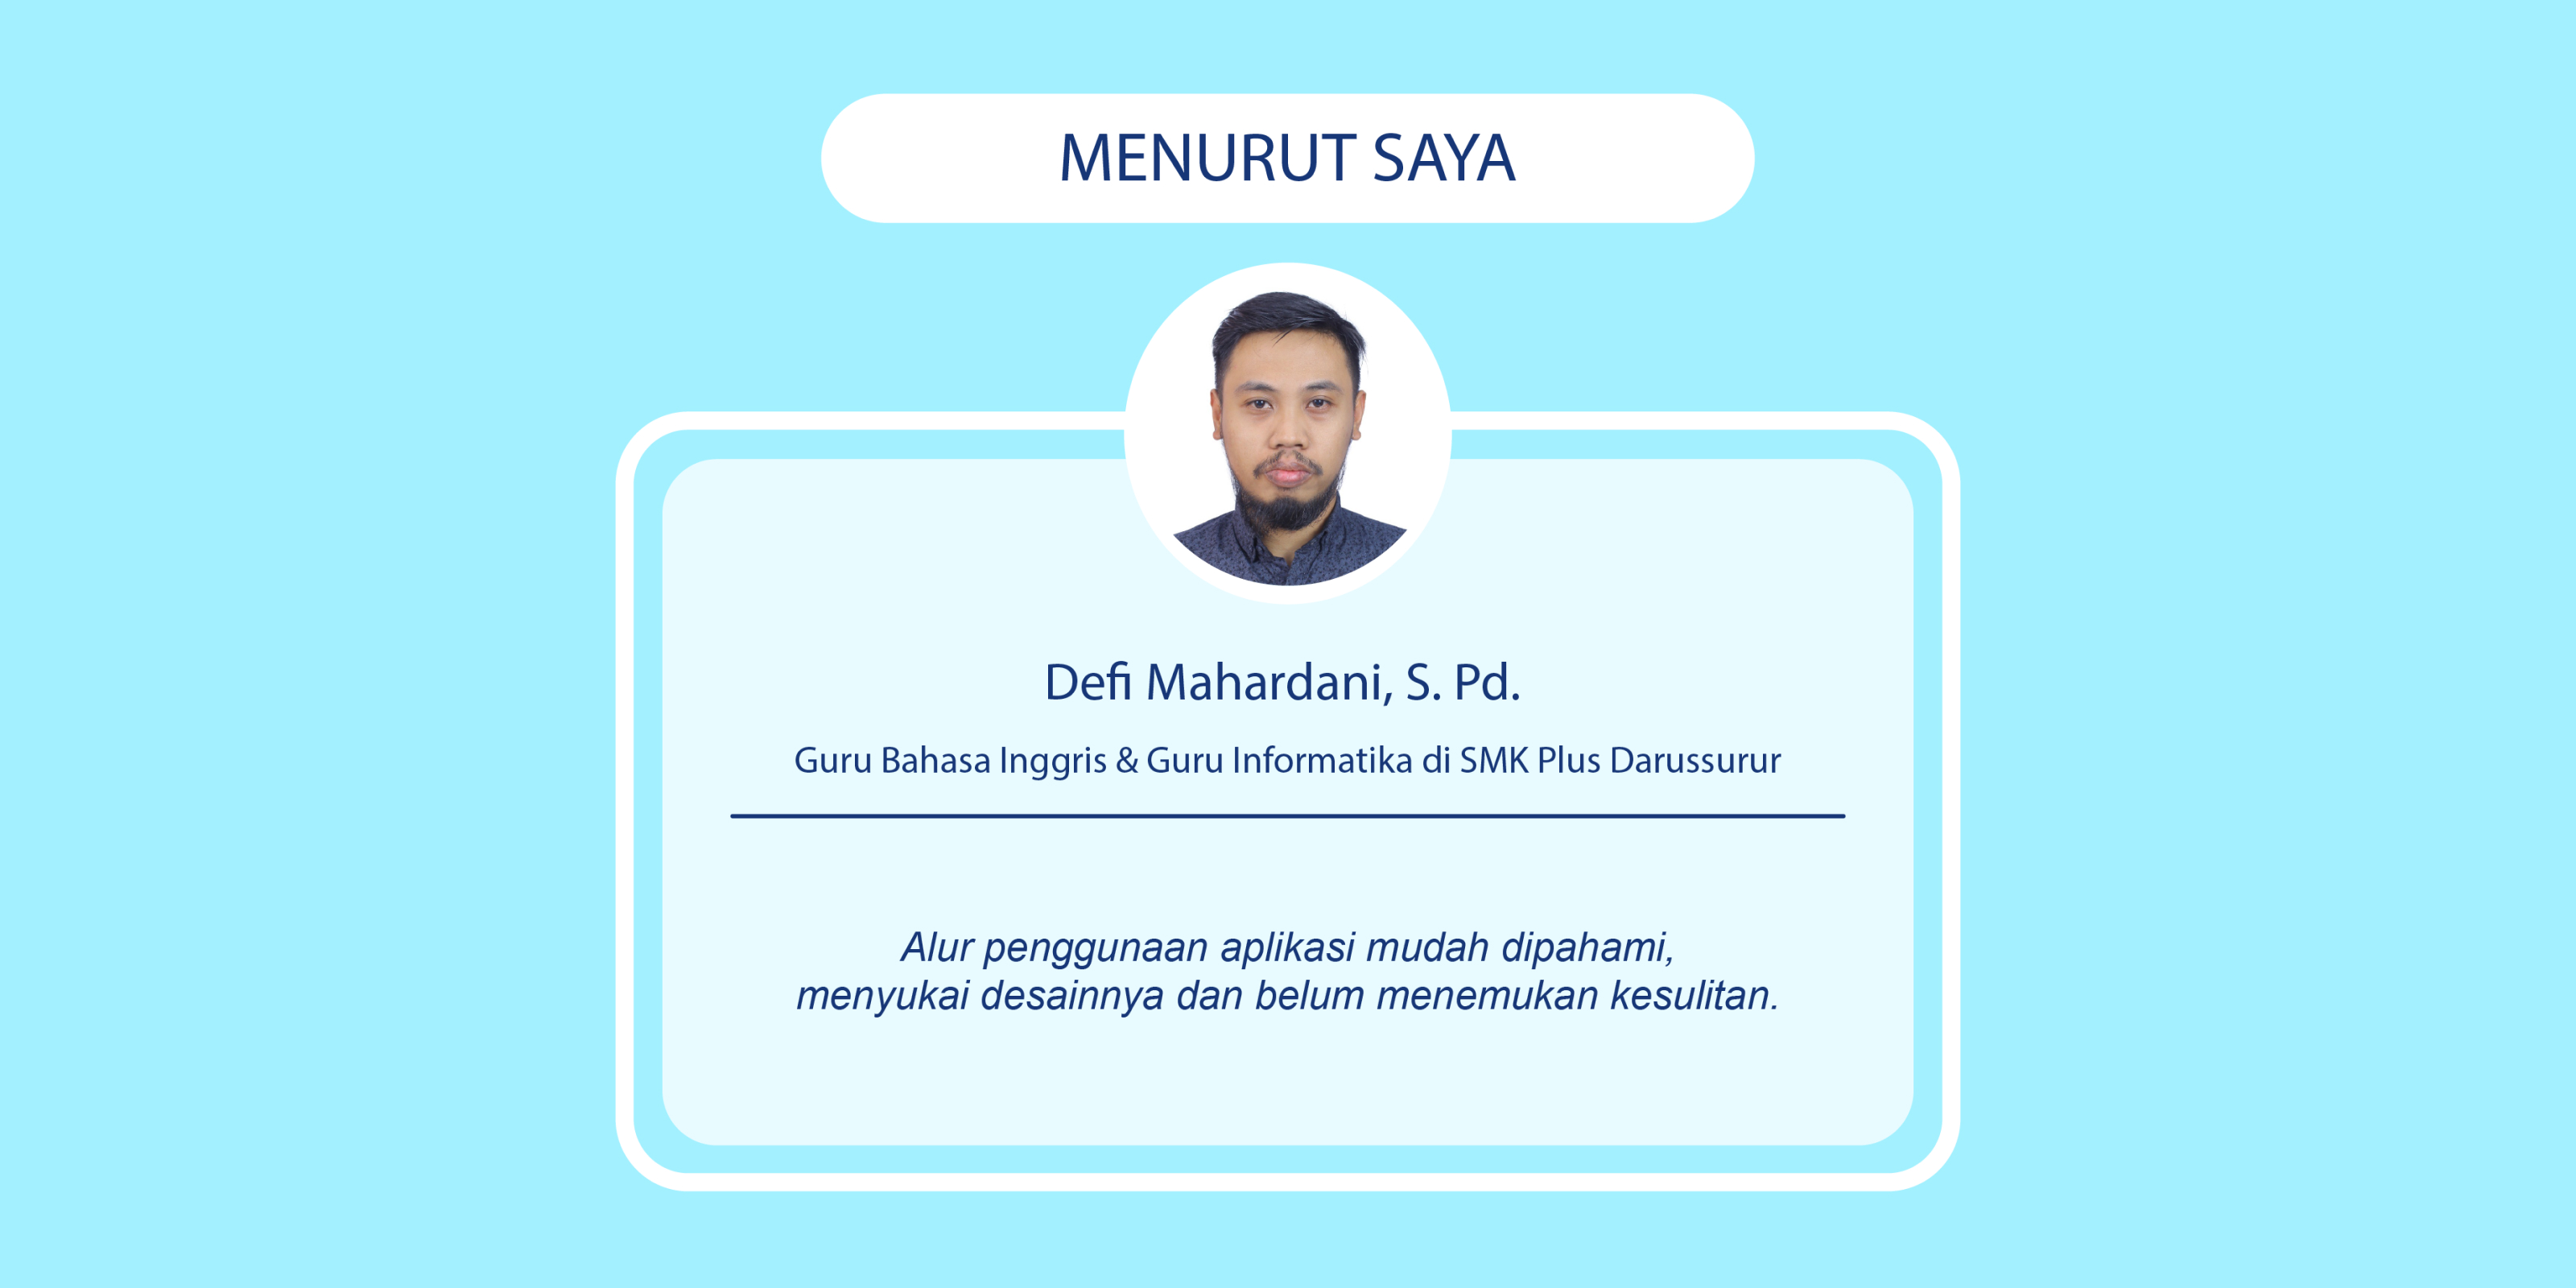 MENURUT SAYA
Defi Mahardani, S. Pd.
Guru Bahasa Inggris & Guru Informatika di SMK Plus Darussurur
Alur penggunaan aplikasi mudah dipahami,
menyukai desainnya dan belum menemukan kesulitan.